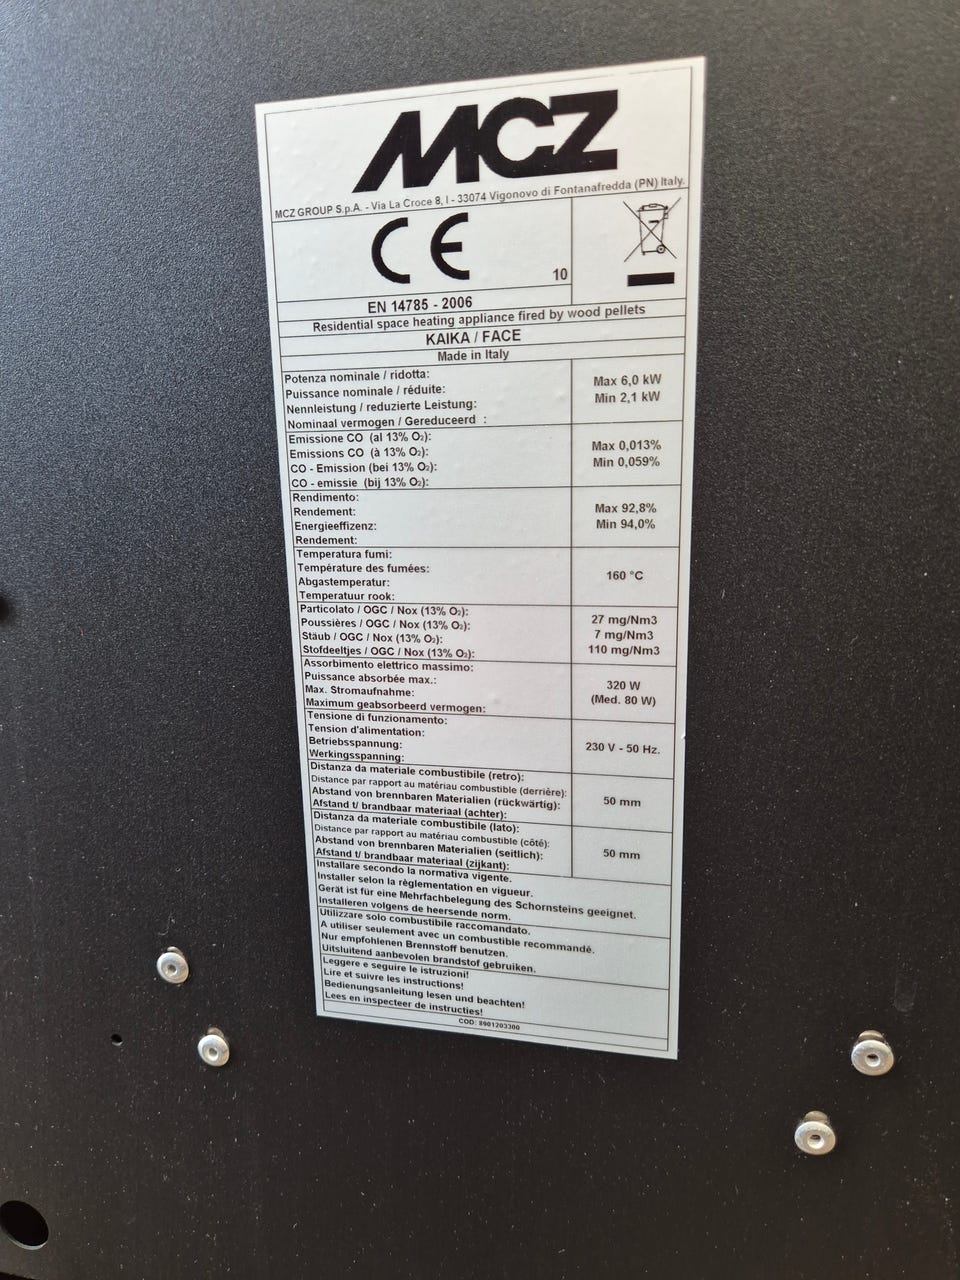 MCZ
MCZ GROUP S.p.A. - Via La Croce 8, I - 33074 Vigonovo di Fontanafredda (PN) Italy.
CE
10
EN 14785 - 2006
Residential space heating appliance fired by wood pellets
KAIKA / FACE
Made in Italy
Potenza nominale / ridotta:
Puissance nominale / réduite:
Nennleistung / reduzierte Leistung:
Nominaal vermogen / Gereduceerd :
Max 6,0 kW
Min 2,1 kW
Emissione CO (al 13% O₂):
Emissions CO (à 13% O₂):
CO - Emission (bei 13% O₂):
CO - emissie (bij 13% O₂):
Max 0,013%
Min 0,059%
Rendimento:
Rendement:
Energieeffizenz:
Rendement:
Max 92,8%
Min 94,0%
Temperatura fumi:
Température des fumées:
Abgastemperatur:
Temperatuur rook:
160 °C
Particolato / OGC / Nox (13% O₂):
Poussières / OGC / Nox (13% O₂):
Stäub / OGC / Nox (13% O₂):
Stofdeeltjes / OGC / Nox (13% O₂):
27 mg/Nm3
7 mg/Nm3
110 mg/Nm3
Assorbimento elettrico massimo:
Puissance absorbée max.:
Max. Stromaufnahme:
Maximum geabsorbeerd vermogen:
320 W
(Med. 80 W)
Tensione di funzionamento:
Tension d'alimentation:
Betriebsspannung:
Werkingsspanning:
230 V - 50 Hz.
Distanza da materiale combustibile (retro):
Distance par rapport au matériau combustible (derrière):
Abstand von brennbaren Materialien (rückwärtig):
Afstand t/ brandbaar materiaal (achter):
50 mm
Distanza da materiale combustibile (lato):
Distance par rapport au matériau combustible (côté):
Abstand von brennbaren Materialien (seitlich):
Afstand t/ brandbaar materiaal (zijkant):
50 mm
Installare secondo la normativa vigente.
Installer selon la règlementation en vigueur.
Gerät ist für eine Mehrfachbelegung des Schornsteins geeignet.
Installeren volgens de heersende norm.
Utilizzare solo combustibile raccomandato.
A utiliser seulement avec un combustible recommandé.
Nur empfohlenen Brennstoff benutzen.
Uitsluitend aanbevolen brandstof gebruiken.
Leggere e seguire le istruzioni!
Lire et suivre les instructions!
Bedienungsanleitung lesen und beachten!
Lees en inspecteer de instructies!
COD: 8901203300